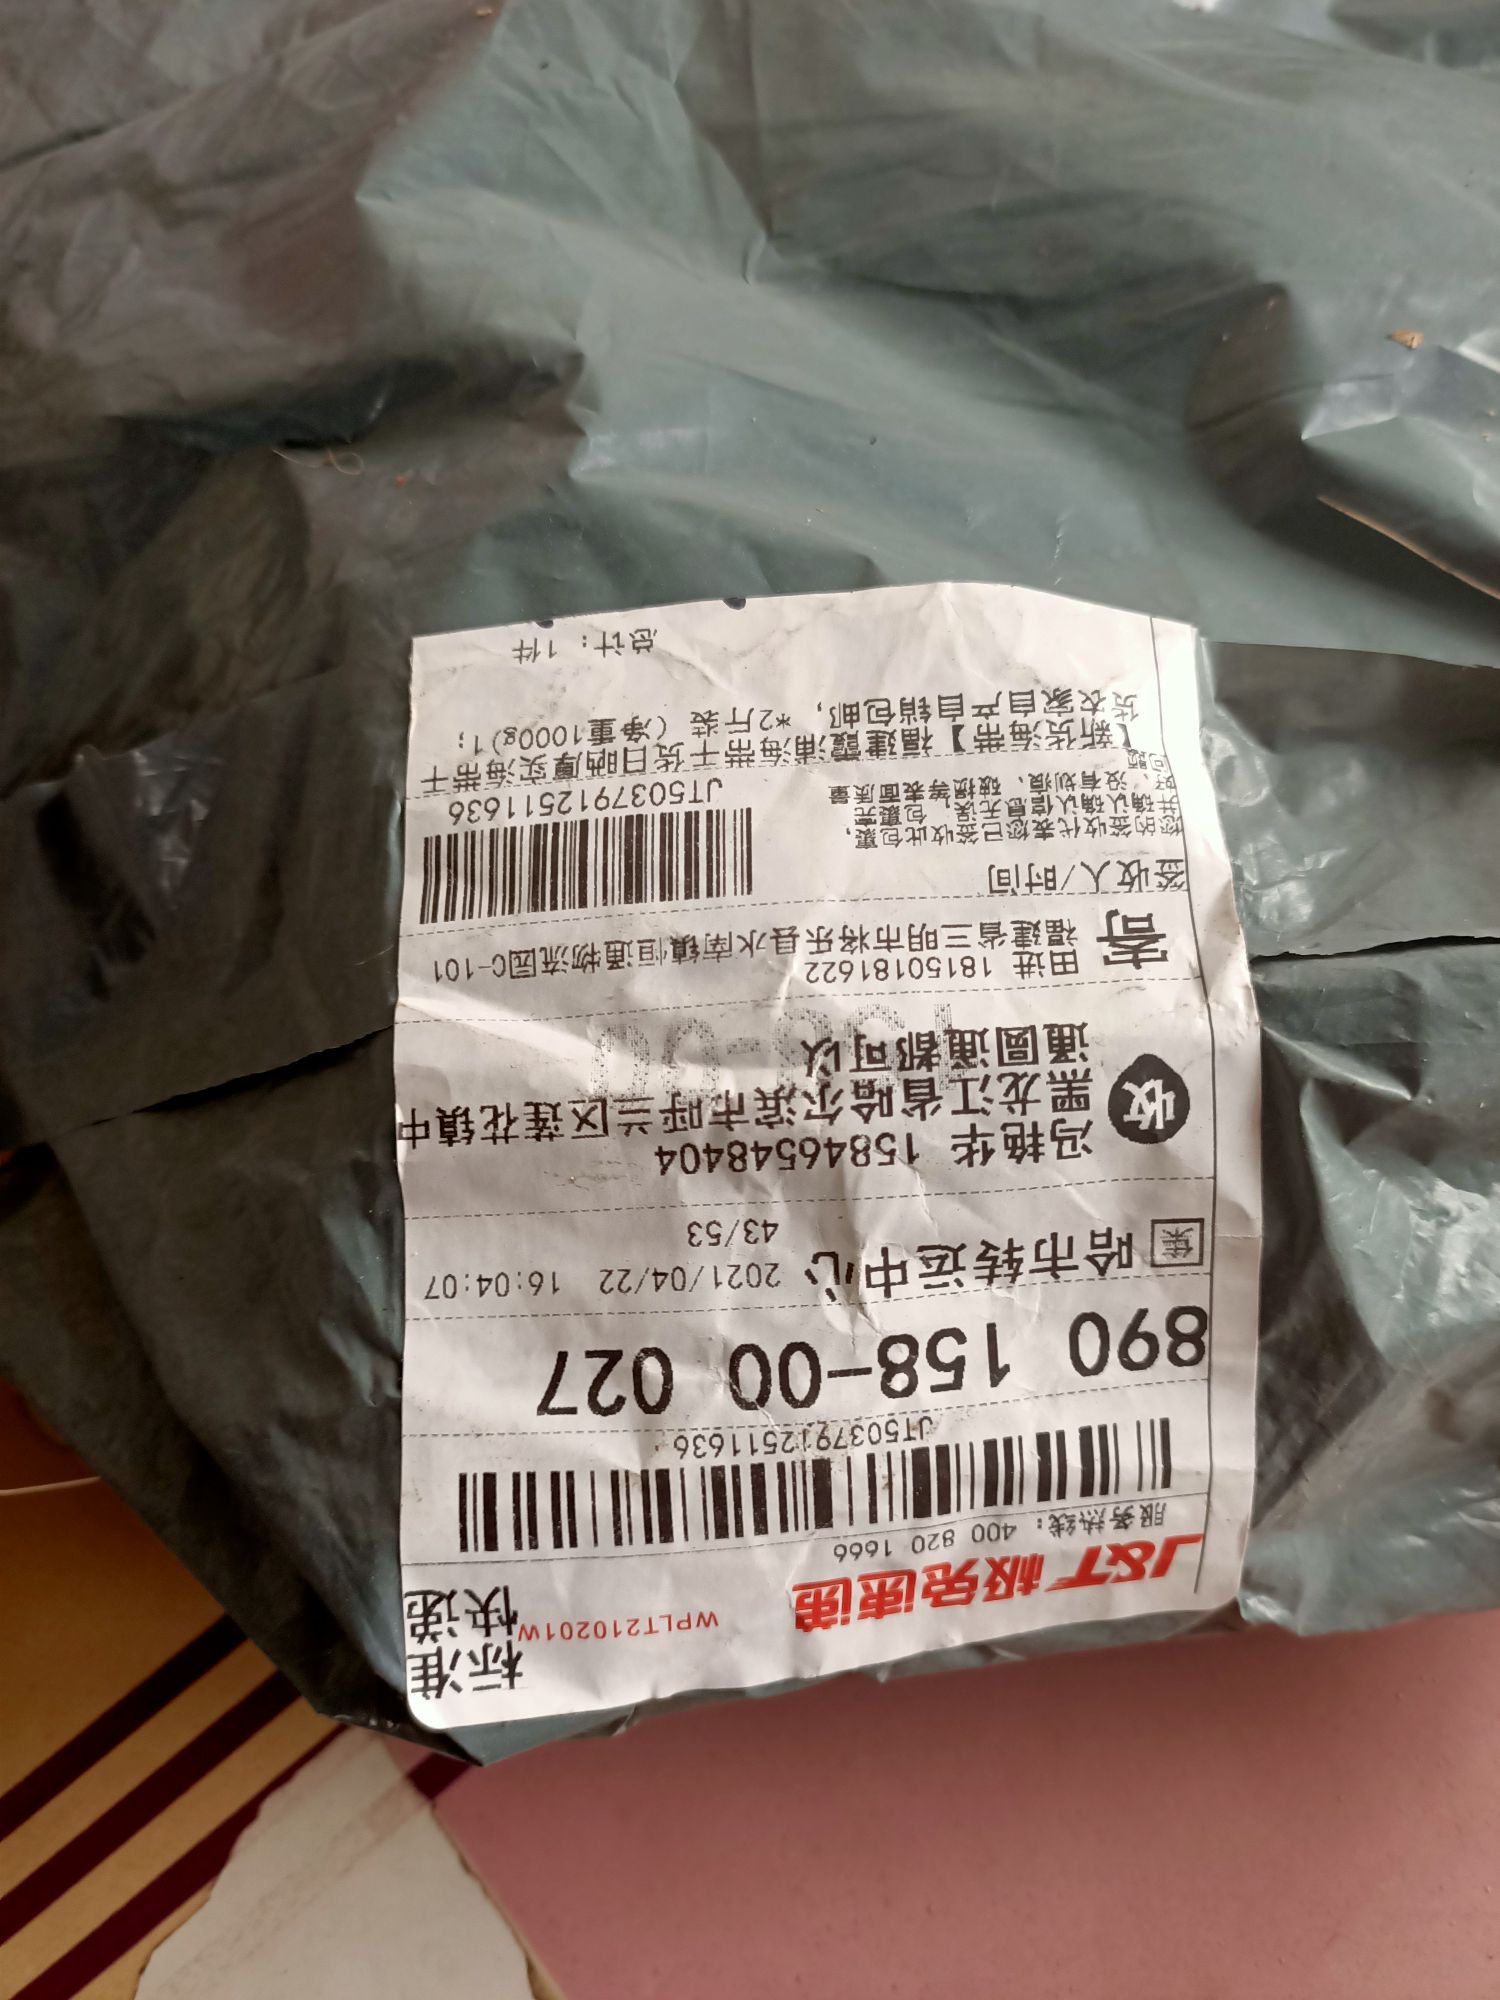 标准
快递
J&T极兔速递
WPLT210201W
服务热线：400 820 1666
JT5037912511636
890 158-00 027
集 哈市转运中心 2021/04/22 16:04:07
43/53
收
冯艳华 15846548404
黑龙江省哈尔滨市呼兰区莲花镇中
通圆通都可以
158-00
寄
田进 18150181622
福建省三明市将乐县水南镇恒通物流园C-101
签收人/时间
您的签收代表您已签收此包裹，
并确认确认信息无误，包裹完
好，没有划痕、破损等表面质量
问题
JT5037912511636
【新货海带】福建霞浦海带干货日晒厚实海带干
货农家自产自销包邮，*2斤装（净重1000g)1;
总计：1件